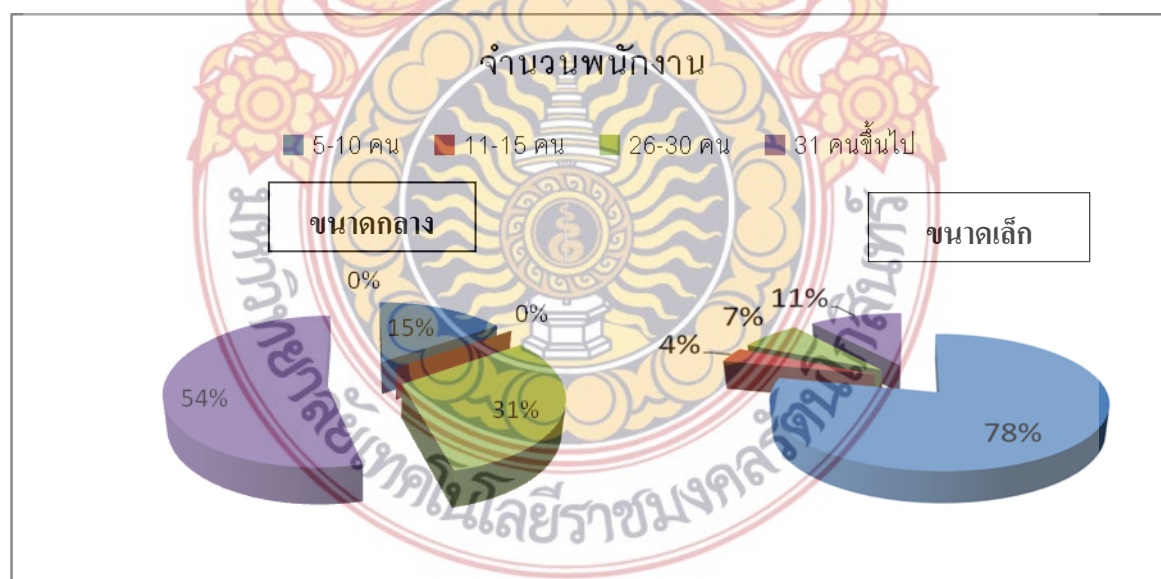 จำนวนพนักงาน
5-10 คน 11-15 คน 26-30 คน 31 คนขึ้นไป
ขนาดกลาง
ขนาดเล็ก
0%
15%
0%
31%
54%
11%
7%
4%
78%
มหาวิทยาลัยเทคโนโลยีราชมงคลรัตนโกสินทร์